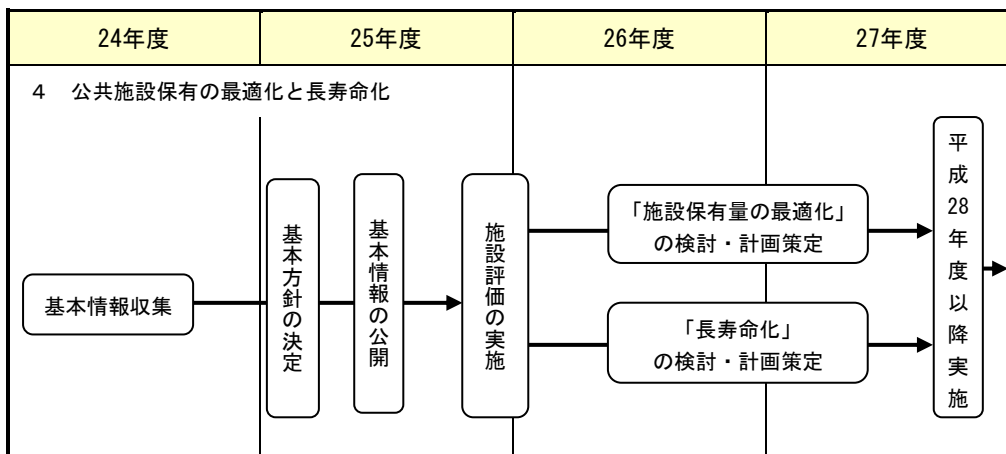 24年度 25年度 26年度 27年度
4 公共施設保有の最適化と長寿命化
基本情報収集
基本方針の決定
基本情報の公開
施設評価の実施
「施設保有量の最適化」
の検討・計画策定
「長寿命化」
の検討・計画策定
平成28年度以降実施